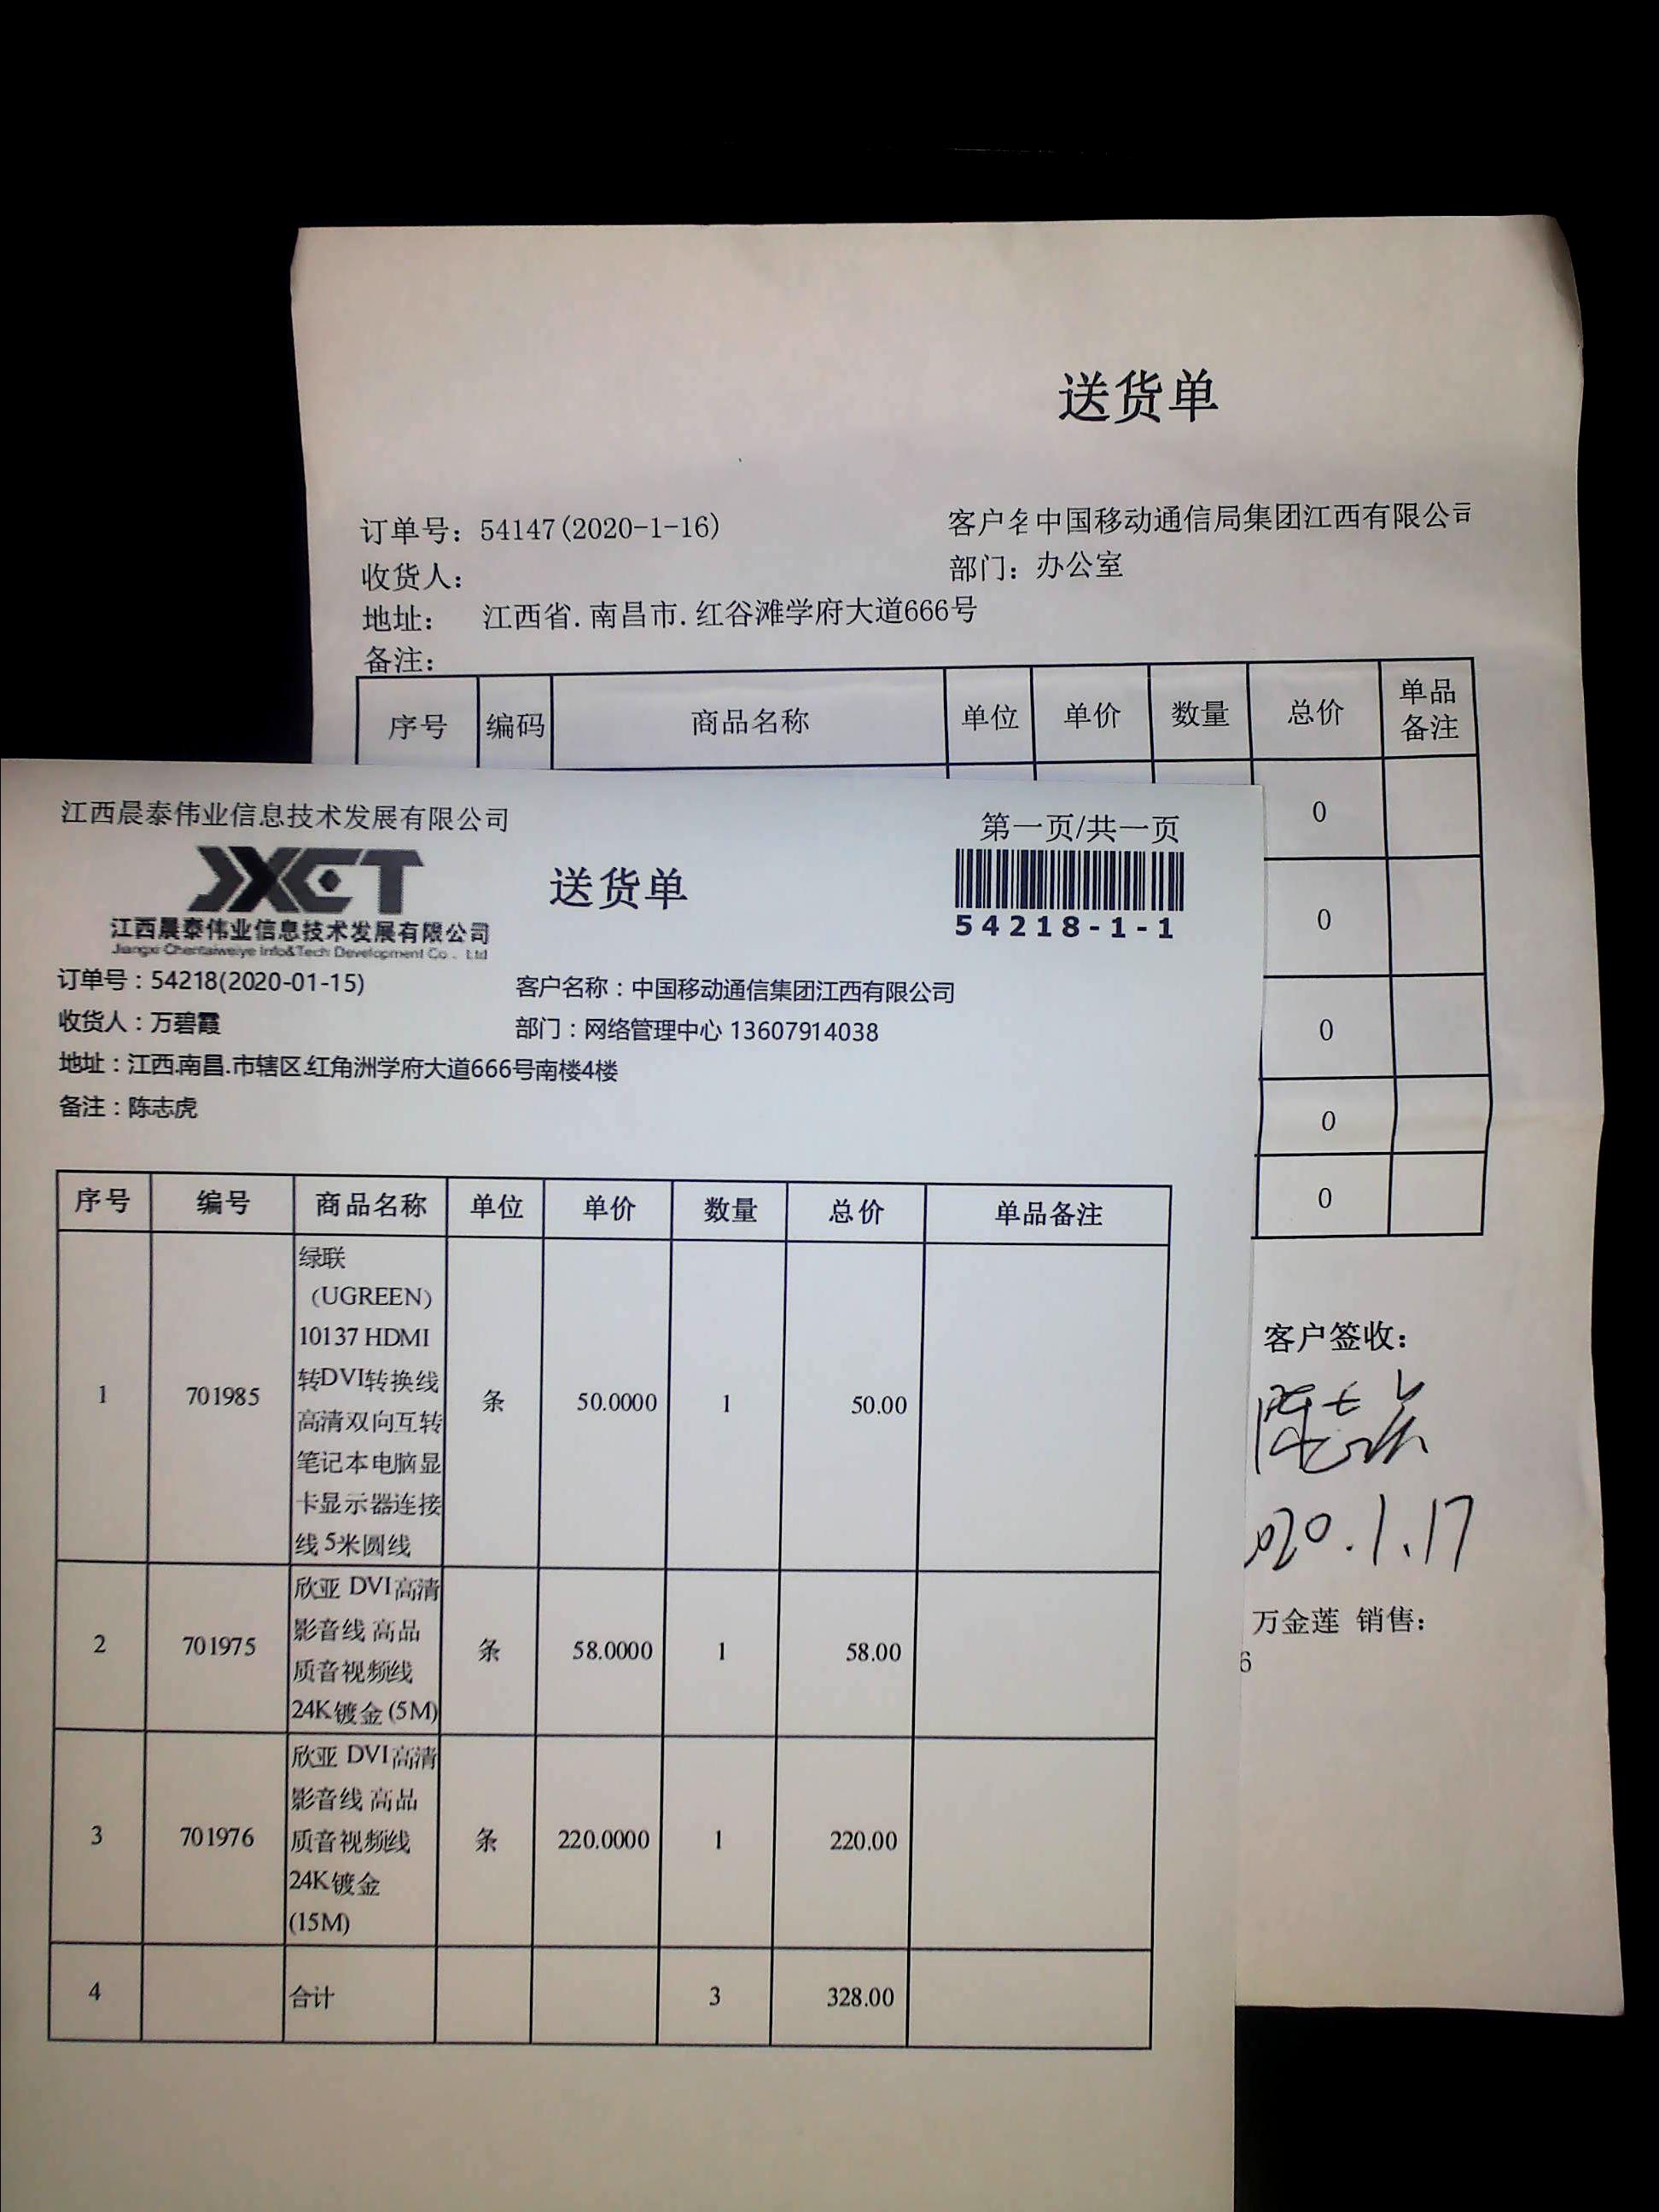 送货单
订单号: 54147(2020-1-16)
客户名 中国移动通信局集团江西有限公司
收货人:
部门: 办公室
地址: 江西省.南昌市.红谷滩学府大道666号
备注:
序号 编码 商品名称 单位 单价 数量 总价 单品备注
0
0
0
0
0
客户签收:
020.1.17
万金莲 销售:
6
江西晨泰伟业信息技术发展有限公司
第一页/共一页
JXCT
送货单
江西晨泰伟业信息技术发展有限公司
Jiangxi Chentaiweiye Info&Tech Development Co., Ltd
54218-1-1
订单号:54218(2020-01-15)
客户名称:中国移动通信集团江西有限公司
收货人:万碧霞
部门:网络管理中心 13607914038
地址:江西.南昌.市辖区.红角洲学府大道666号南楼4楼
备注:陈志虎
序号 编号 商品名称 单位 单价 数量 总价 单品备注
绿联
(UGREEN)
10137 HDMI
转DVI转换线
1 701985 高清双向互转 条 50.0000 1 50.00
笔记本电脑显
卡显示器连接
线 5米圆线
欣亚 DVI高清
影音线 高品
2 701975 质音视频线 条 58.0000 1 58.00
24K镀金 (5M)
欣亚 DVI高清
影音线 高品
3 701976 质音视频线 条 220.0000 1 220.00
24K镀金
(15M)
4 合计 3 328.00